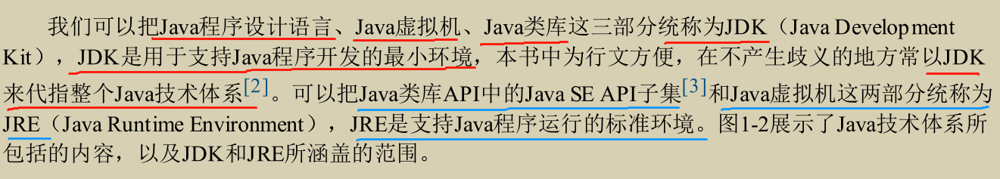 我们可以把Java程序设计语言、Java虚拟机、Java类库这三部分统称为JDK（Java Development
Kit），JDK是用于支持Java程序开发的最小环境，本书中为行文方便，在不产生歧义的地方常以JDK
来代指整个Java技术体系[2]。可以把Java类库API中的Java SE API子集[3]和Java虚拟机这两部分统称为
JRE（Java Runtime Environment），JRE是支持Java程序运行的标准环境。图1-2展示了Java技术体系所
包括的内容，以及JDK和JRE所涵盖的范围。